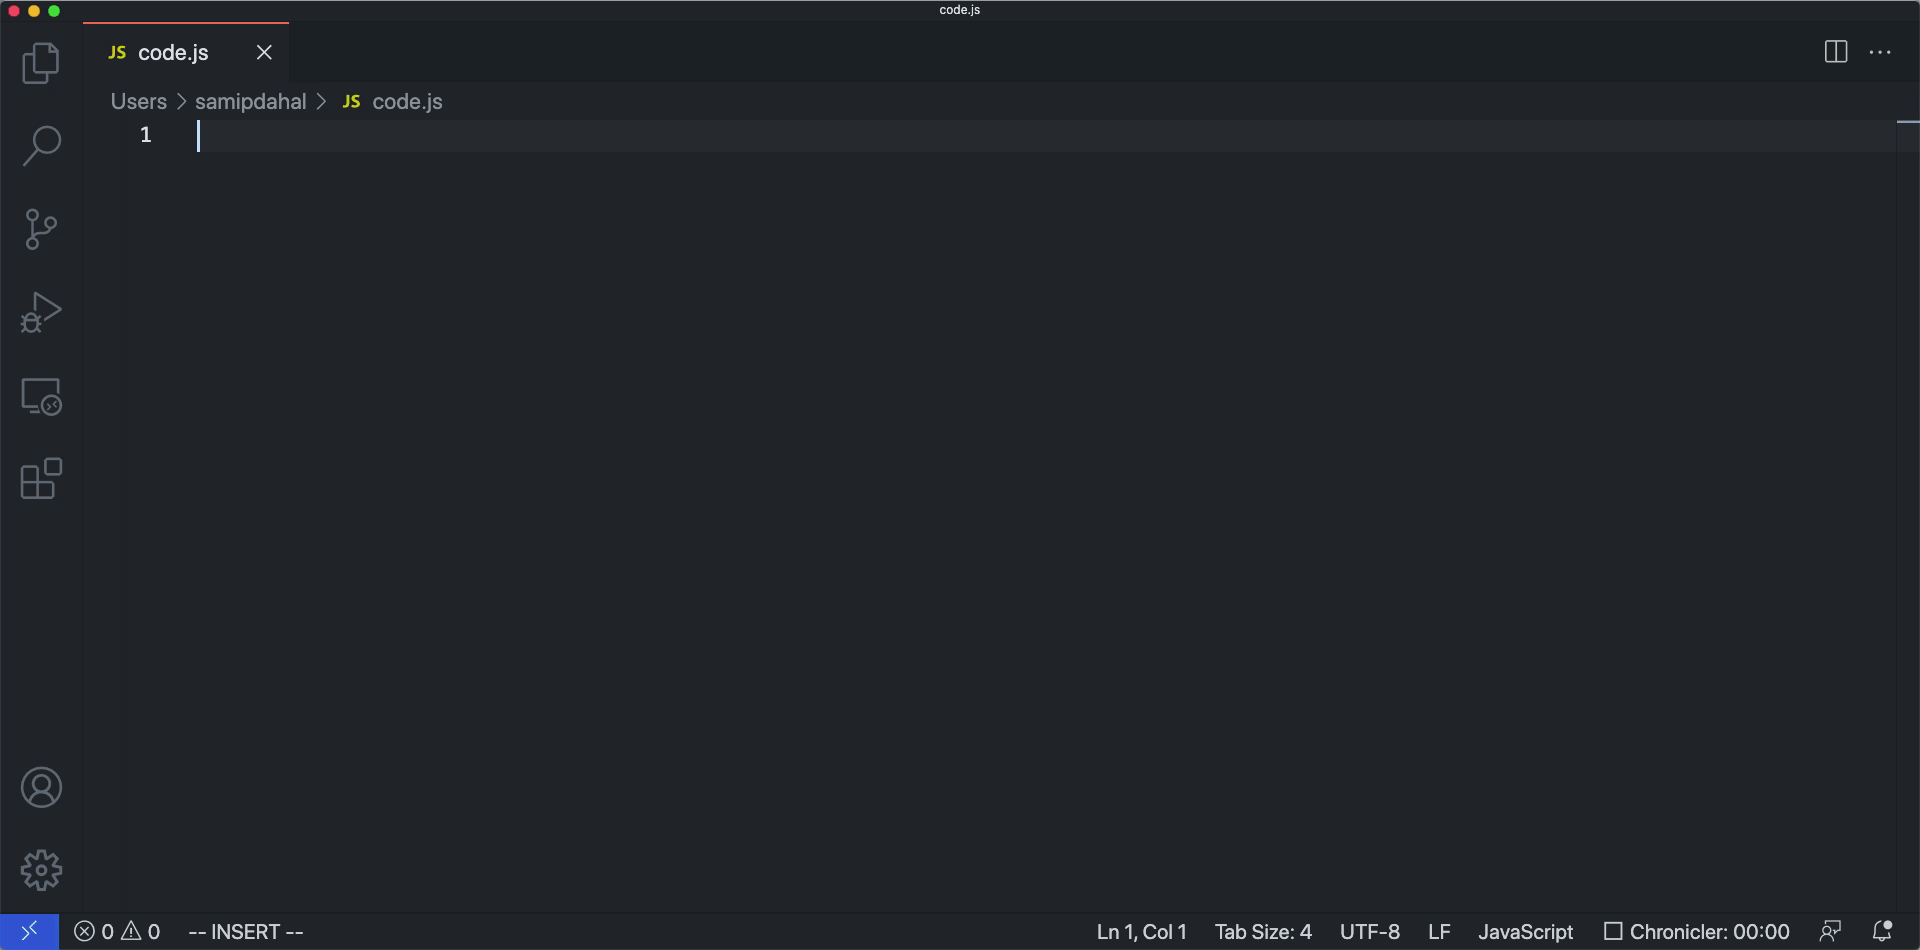 code.js
JS code.js
Users > samipdahal > JS code.js
1
0 0 -- INSERT -- Ln 1, Col 1 Tab Size: 4 UTF-8 LF JavaScript Chronicler: 00:00